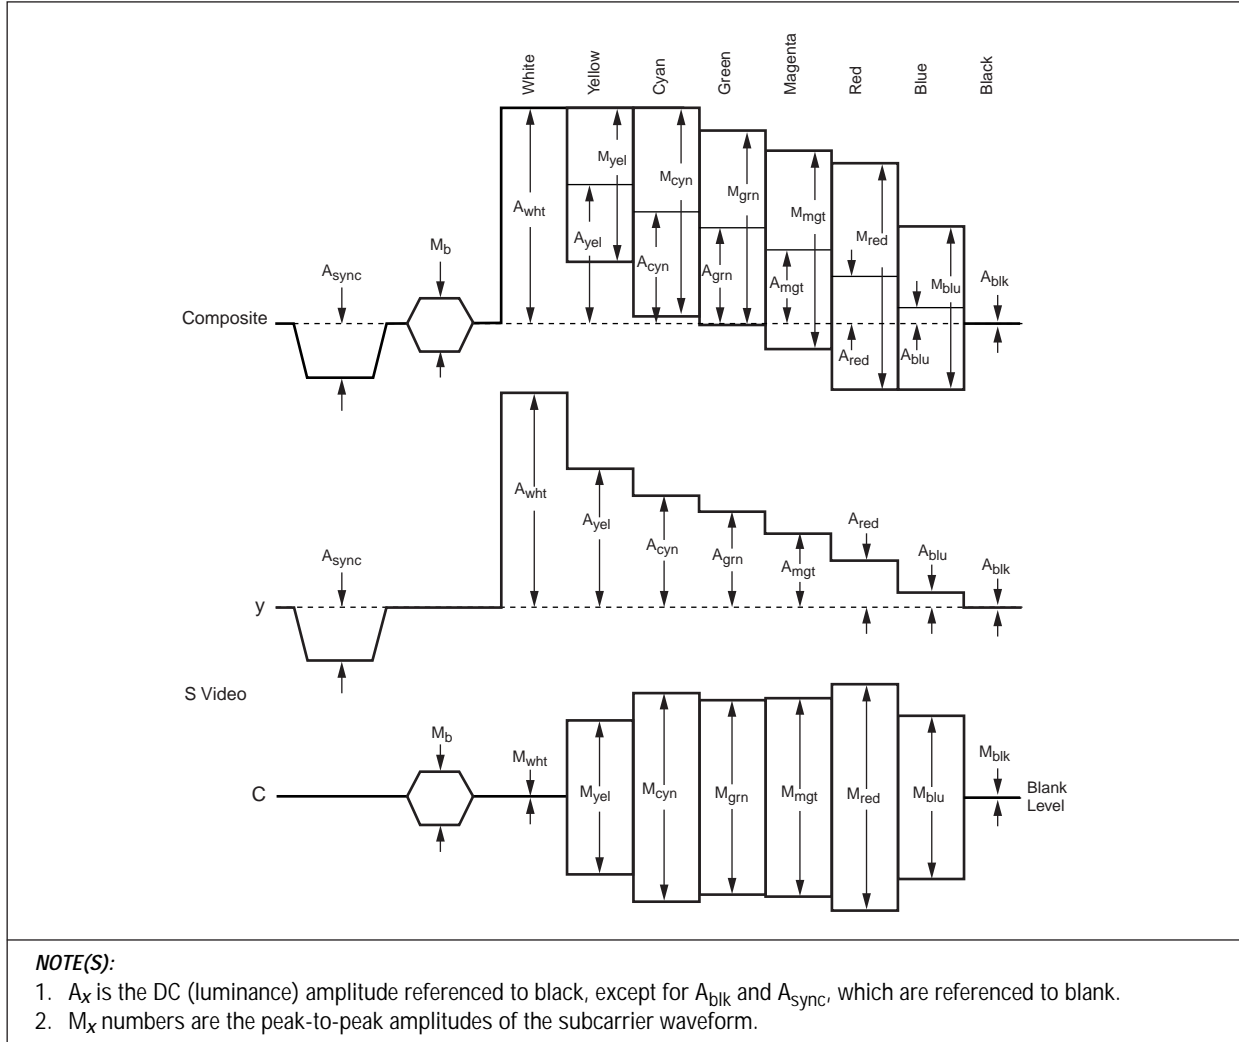 White Yellow Cyan Green Magenta Red Blue Black
Myel
Mcyn
Mgrn
Mmgt
Mred
Mblu
Awht
Ayel
Acyn
Agrn
Amgt
Ared
Ablu
Ablk
Mb
Async
Composite
Awht
Ayel
Acyn
Agrn
Amgt
Ared
Ablu
Ablk
Async
y
S Video
Mb
Mwht
Myel
Mcyn
Mgrn
Mmgt
Mred
Mblu
Mblk
C
Blank
Level
NOTE(S):
1. Ax is the DC (luminance) amplitude referenced to black, except for Ablk and Async, which are referenced to blank.
2. Mx numbers are the peak-to-peak amplitudes of the subcarrier waveform.